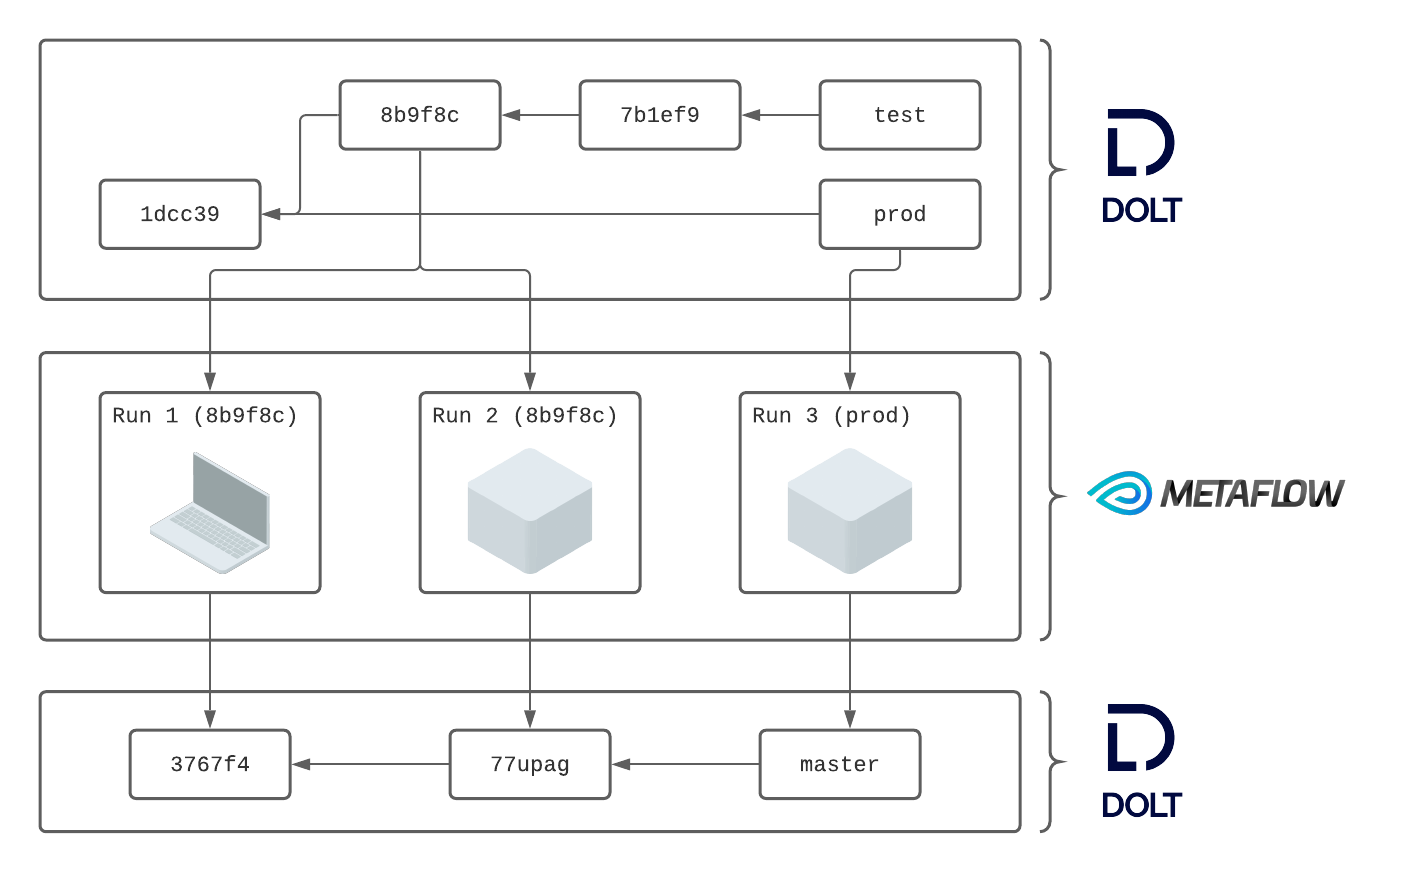 8b9f8c
7b1ef9
test
1dcc39
prod
DOLT
Run 1 (8b9f8c)
Run 2 (8b9f8c)
Run 3 (prod)
METAFLOW
3767f4
77upag
master
DOLT